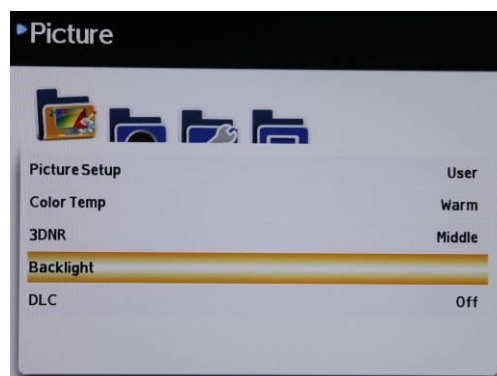 Picture
Picture Setup User
Color Temp Warm
3DNR Middle
Backlight
DLC Off